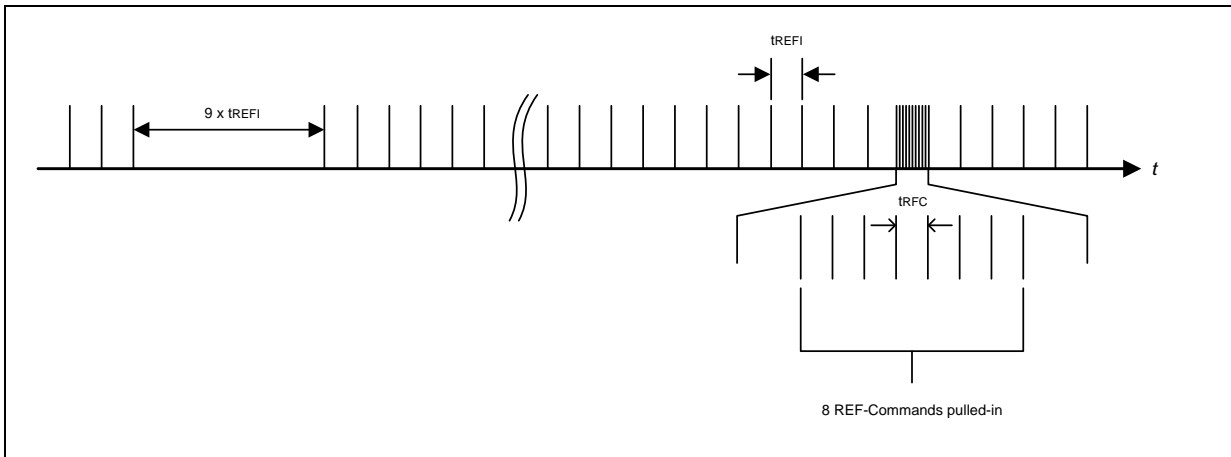 tREFI
9 x tREFI
t
tRFC
8 REF-Commands pulled-in